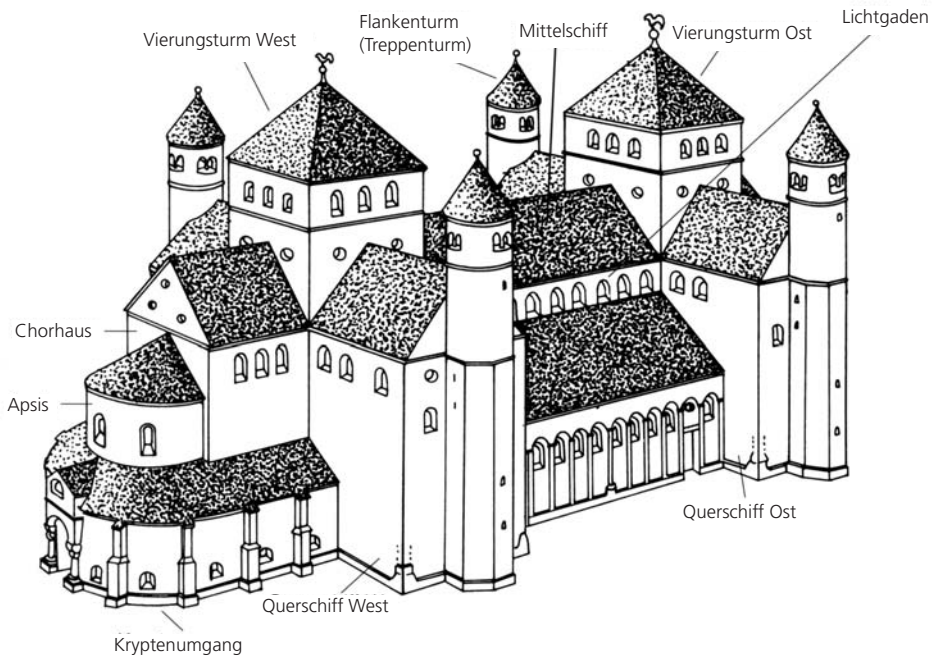 Vierungsturm West
Flankenturm
(Treppenturm)
Mittelschiff
Vierungsturm Ost
Lichtgaden
Chorhaus
Apsis
Querschiff Ost
Querschiff West
Kryptenumgang